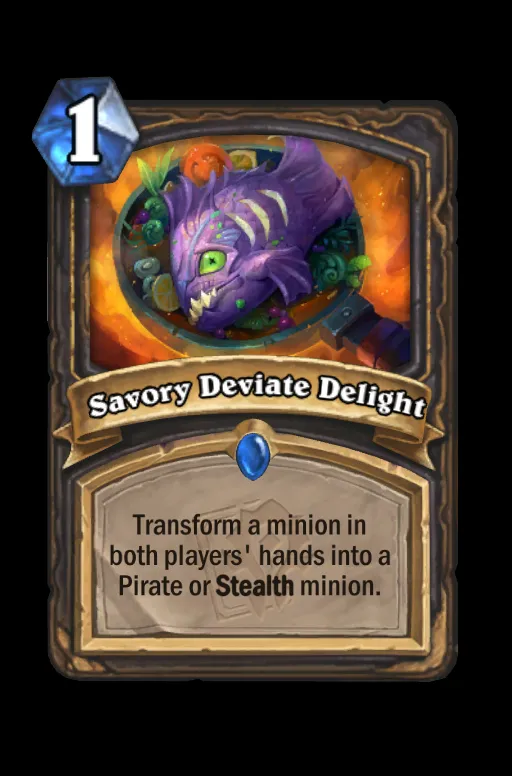 1
Savory Deviate Delight
Transform a minion in
both players' hands into a
Pirate or Stealth minion.